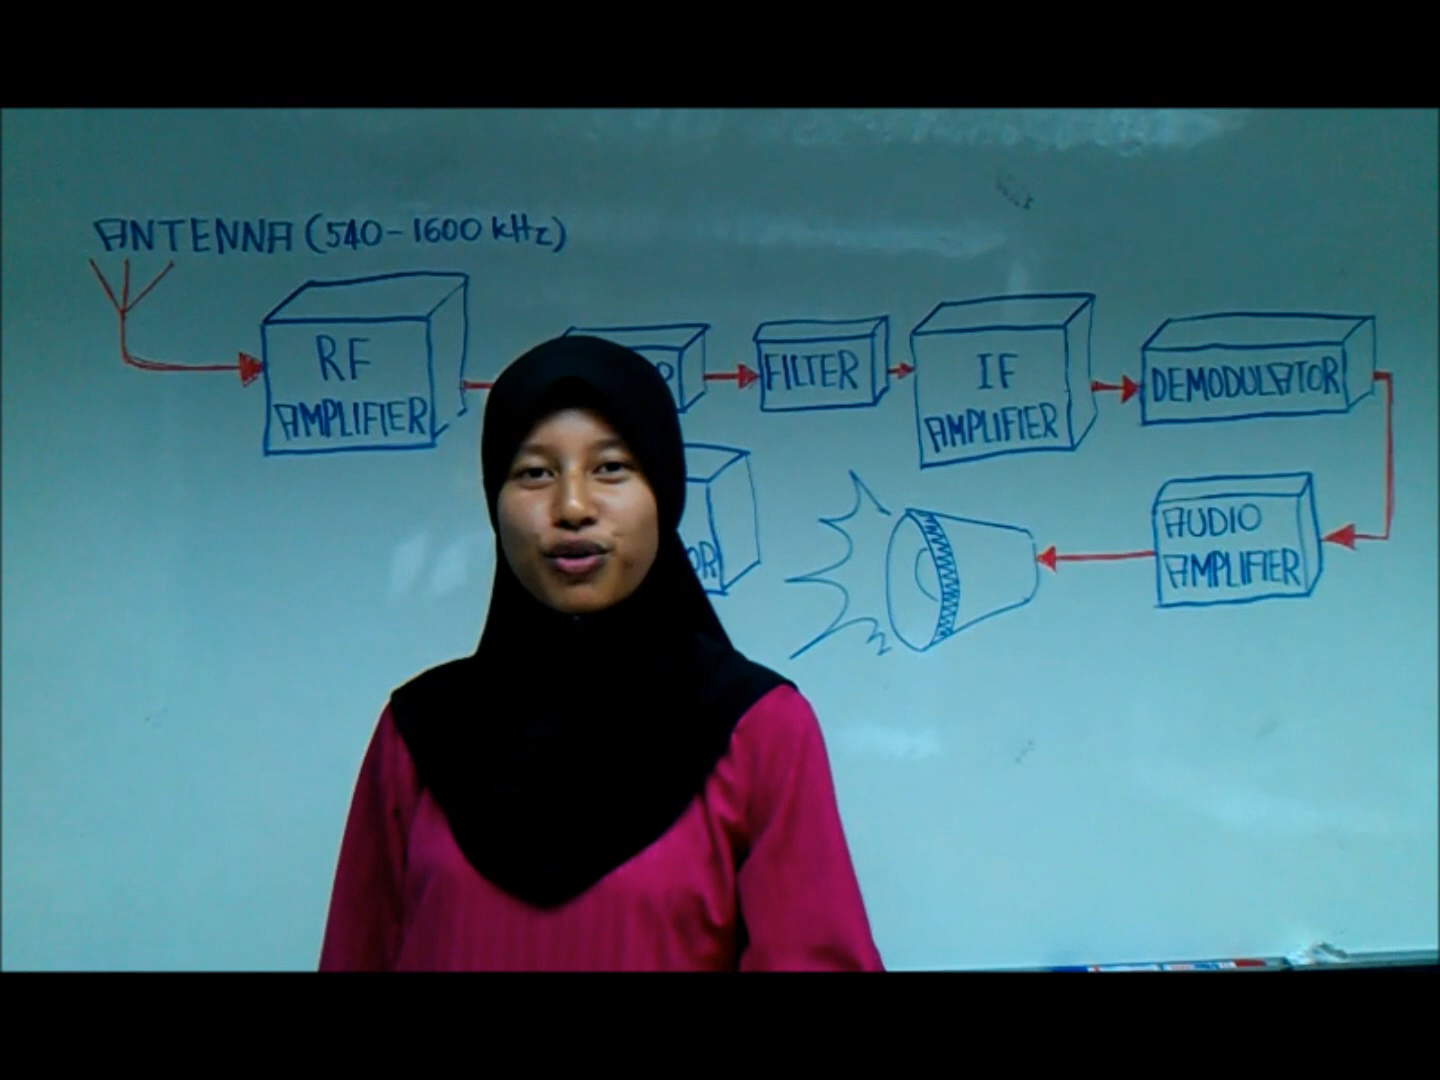 ANTENNA (540-1600 kHz)
RF
AMPLIFIER
FILTER
IF
AMPLIFIER
DEMODULATOR
AUDIO
AMPLIFIER